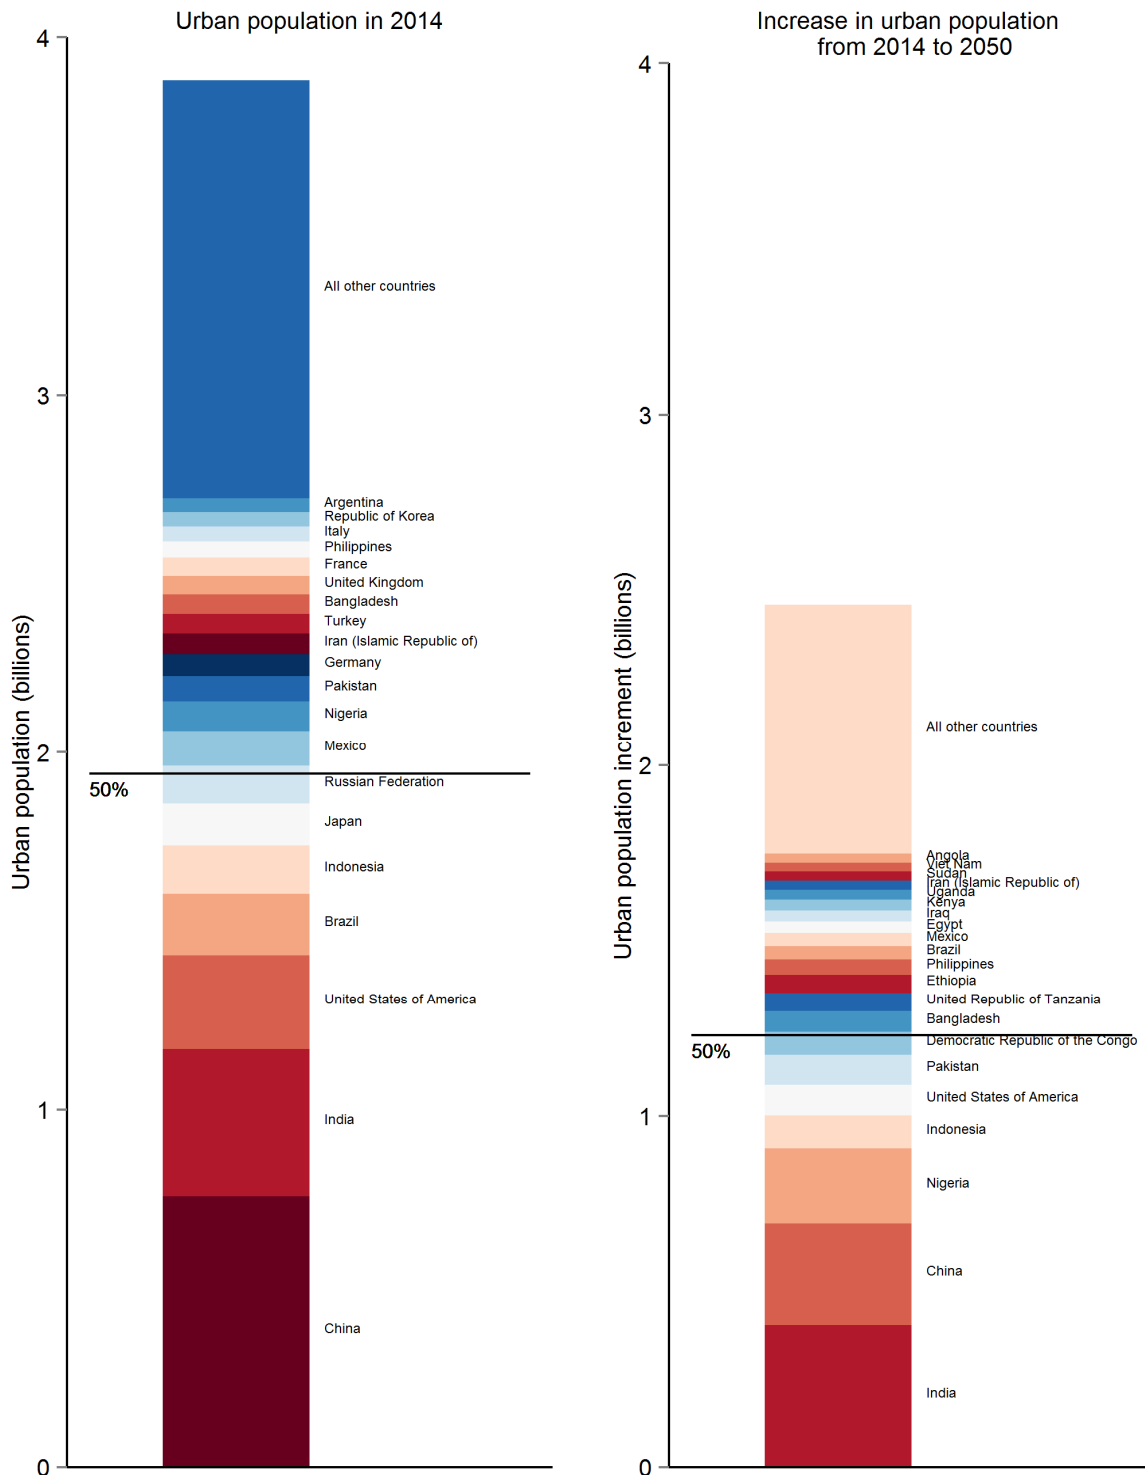 Urban population in 2014
Urban population (billions)
4
3
2
1
0
All other countries
Argentina
Republic of Korea
Italy
Philippines
France
United Kingdom
Bangladesh
Turkey
Iran (Islamic Republic of)
Germany
Pakistan
Nigeria
Mexico
50%
Russian Federation
Japan
Indonesia
Brazil
United States of America
India
China
Increase in urban population
from 2014 to 2050
Urban population increment (billions)
4
3
2
1
0
All other countries
Angola
Viet Nam
Sudan
Iran (Islamic Republic of)
Uganda
Kenya
Iraq
Egypt
Mexico
Brazil
Philippines
Ethiopia
United Republic of Tanzania
Bangladesh
50%
Democratic Republic of the Congo
Pakistan
United States of America
Indonesia
Nigeria
China
India